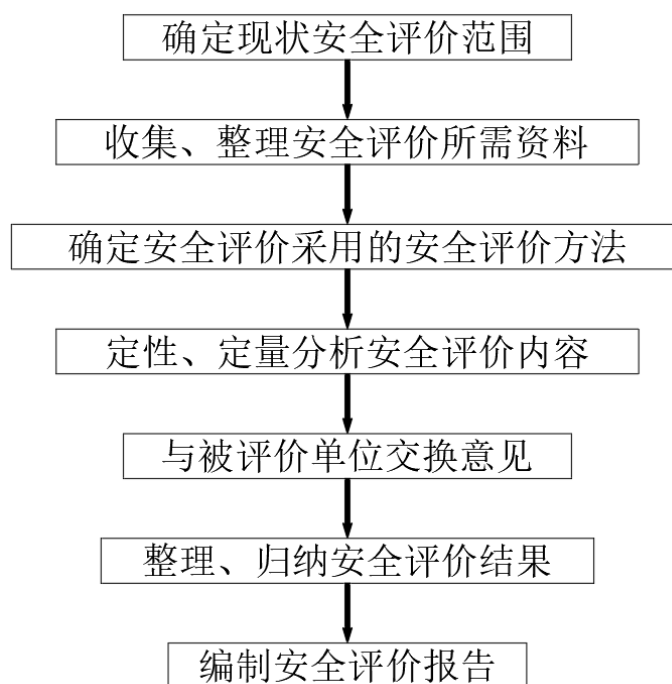 确定现状安全评价范围
收集、整理安全评价所需资料
确定安全评价采用的安全评价方法
定性、定量分析安全评价内容
与被评价单位交换意见
整理、归纳安全评价结果
编制安全评价报告